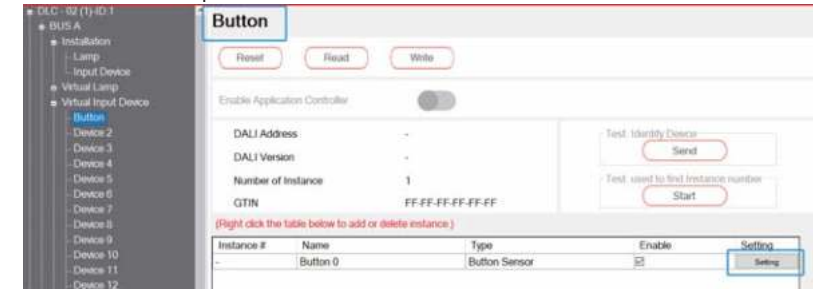 DLC - 02 (1)-ID:1
BUS A
Installation
Lamp
Input Device
Virtual Lamp
Virtual Input Device
Button
Device 2
Device 3
Device 4
Device 5
Device 6
Device 7
Device 8
Device 9
Device 10
Device 11
Device 12
Button
Reset Read Write
Enable Application Controller
DALI Address -
DALI Version -
Number of Instance 1
GTIN FF-FF-FF-FF-FF-FF
Test: Identify Device
Send
Test: used to find Instance number
Start
(Right click the table below to add or delete instance.)
Instance # Name Type Enable Setting
- Button 0 Button Sensor Setting